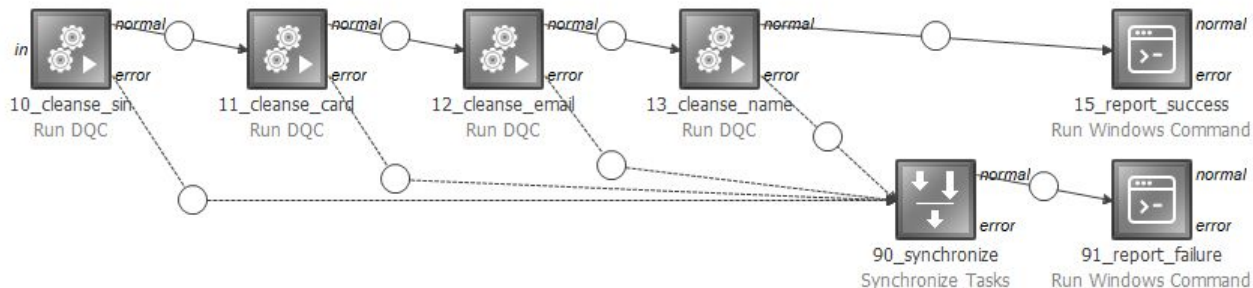 normal
normal
normal
normal
normal
in
error
error
error
error
error
10_cleanse_sin
11_cleanse_card
12_cleanse_email
13_cleanse_name
15_report_success
Run DQC
Run DQC
Run DQC
Run DQC
Run Windows Command
normal
normal
error
error
90_synchronize
91_report_failure
Synchronize Tasks
Run Windows Command